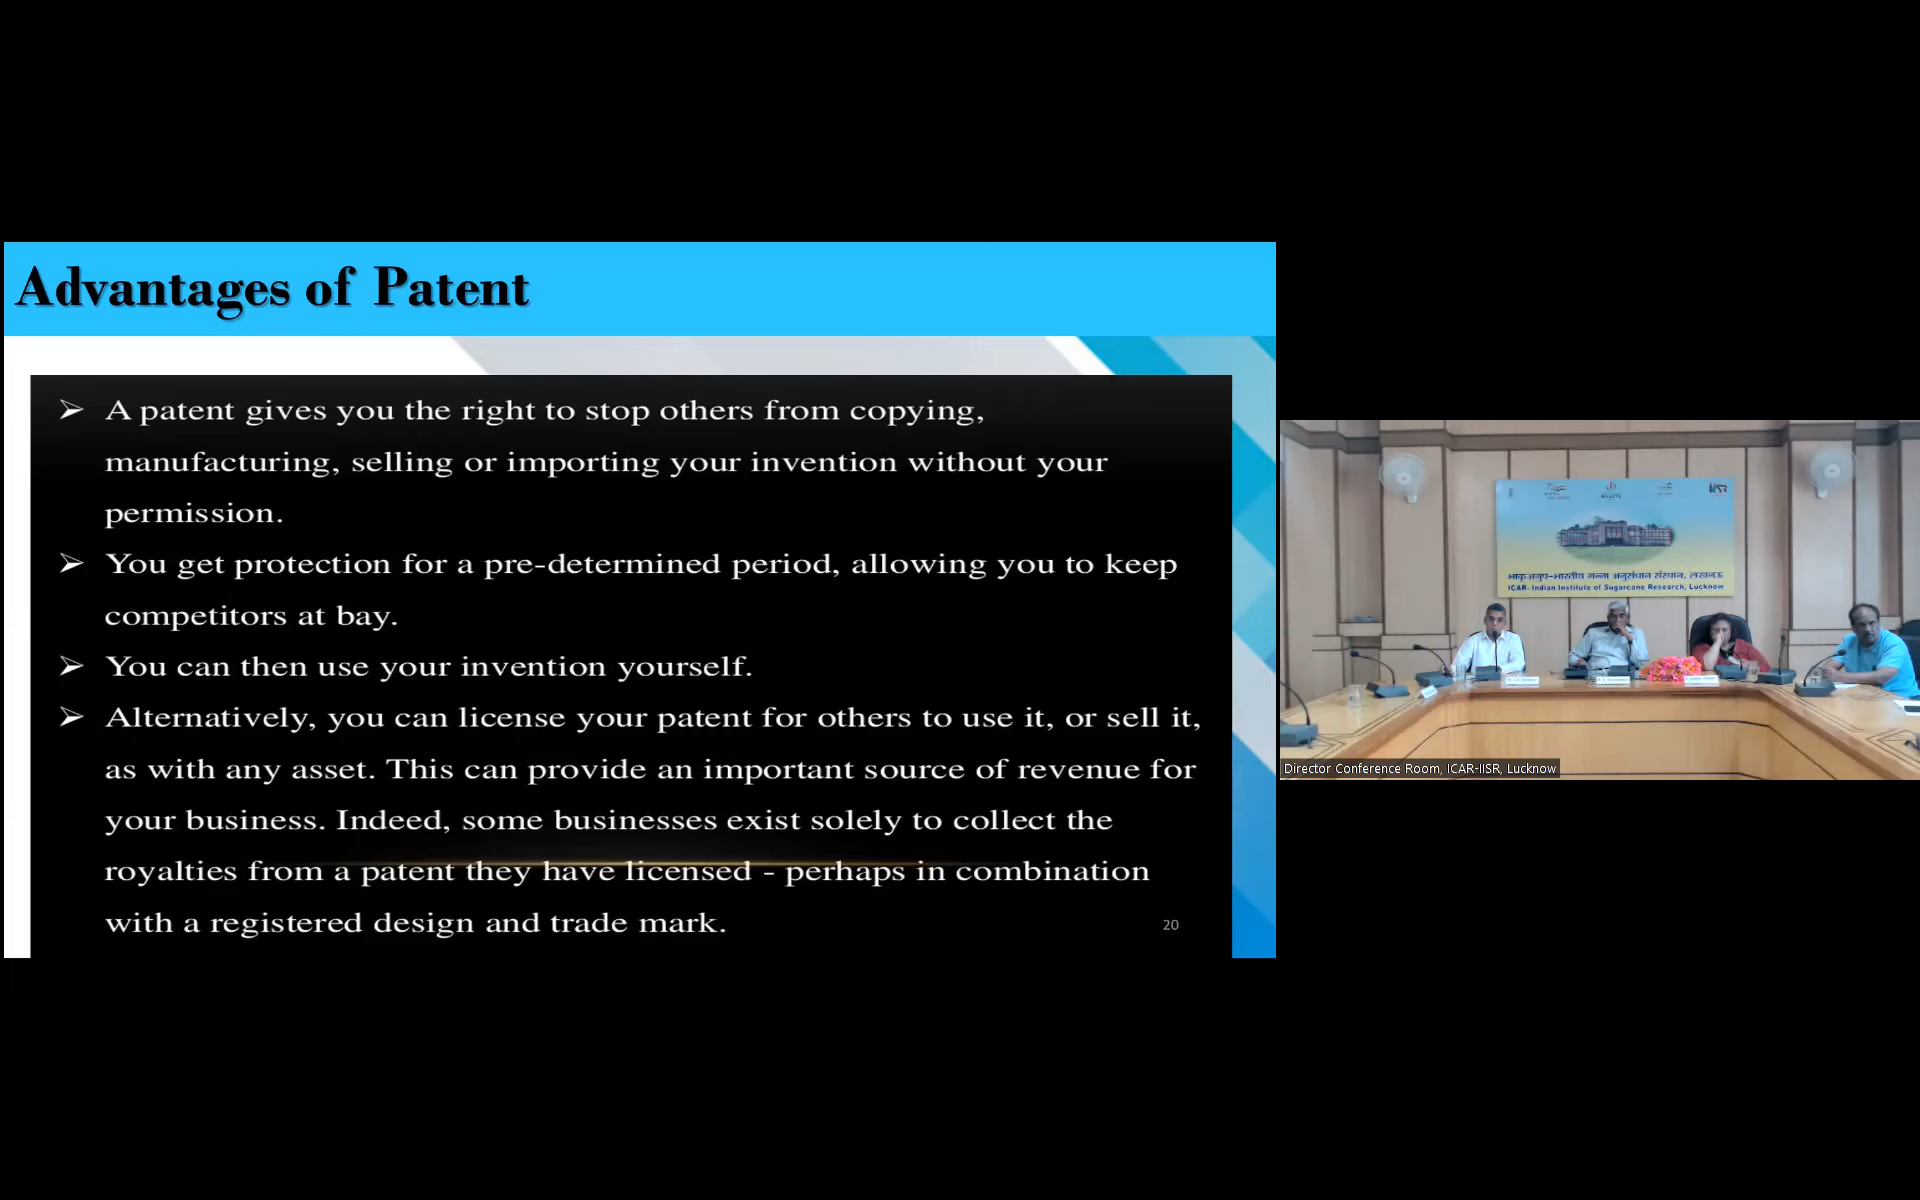 Advantages of Patent
➢ A patent gives you the right to stop others from copying,
manufacturing, selling or importing your invention without your
permission.
➢ You get protection for a pre-determined period, allowing you to keep
competitors at bay.
➢ You can then use your invention yourself.
➢ Alternatively, you can license your patent for others to use it, or sell it,
as with any asset. This can provide an important source of revenue for
your business. Indeed, some businesses exist solely to collect the
royalties from a patent they have licensed - perhaps in combination
with a registered design and trade mark.
20
भाकृअनुप-भारतीय गन्ना अनुसंधान संस्थान, लखनऊ
ICAR- Indian Institute of Sugarcane Research, Lucknow
Director Conference Room, ICAR-IISR, Lucknow